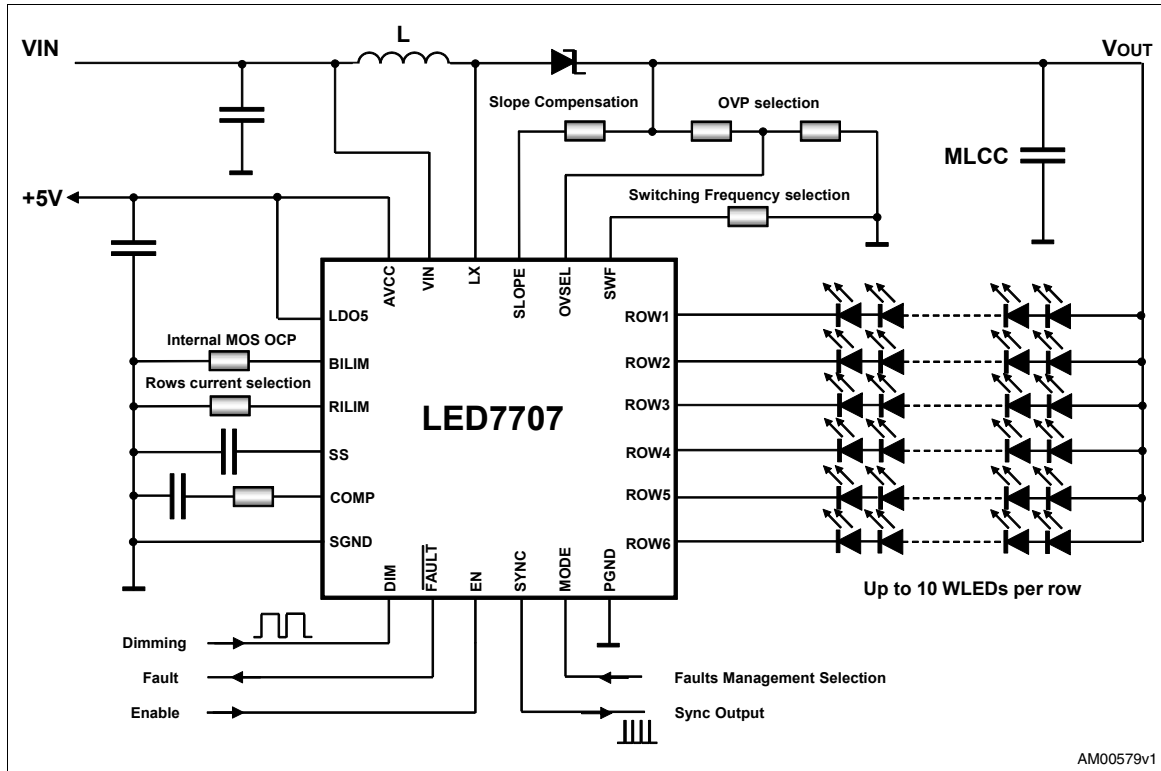 VIN
L
VOUT
Slope Compensation
OVP selection
MLCC
+5V
Switching Frequency selection
AVCC
VIN
LX
SLOPE
OVSEL
SWF
LDO5
ROW1
Internal MOS OCP
BILIM
ROW2
Rows current selection
RILIM
ROW3
LED7707
SS
ROW4
COMP
ROW5
SGND
ROW6
DIM
FAULT
EN
SYNC
MODE
PGND
Up to 10 WLEDs per row
Dimming
Fault
Faults Management Selection
Enable
Sync Output
AM00579v1